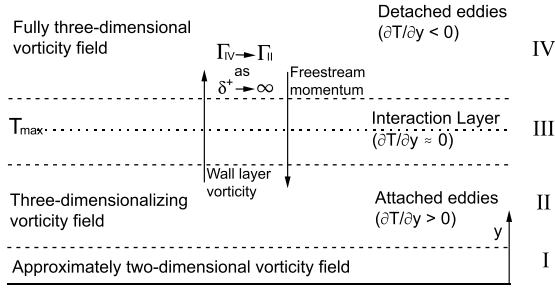 Fully three-dimensional
vorticity field
Detached eddies
(∂T/∂y < 0)
IV
Γ_IV → Γ_II
as
δ⁺ → ∞
Freestream
momentum
T_max
Interaction Layer
(∂T/∂y ≈ 0)
III
Wall layer
vorticity
Three-dimensionalizing
vorticity field
Attached eddies
(∂T/∂y > 0)
II
y
Approximately two-dimensional vorticity field
I